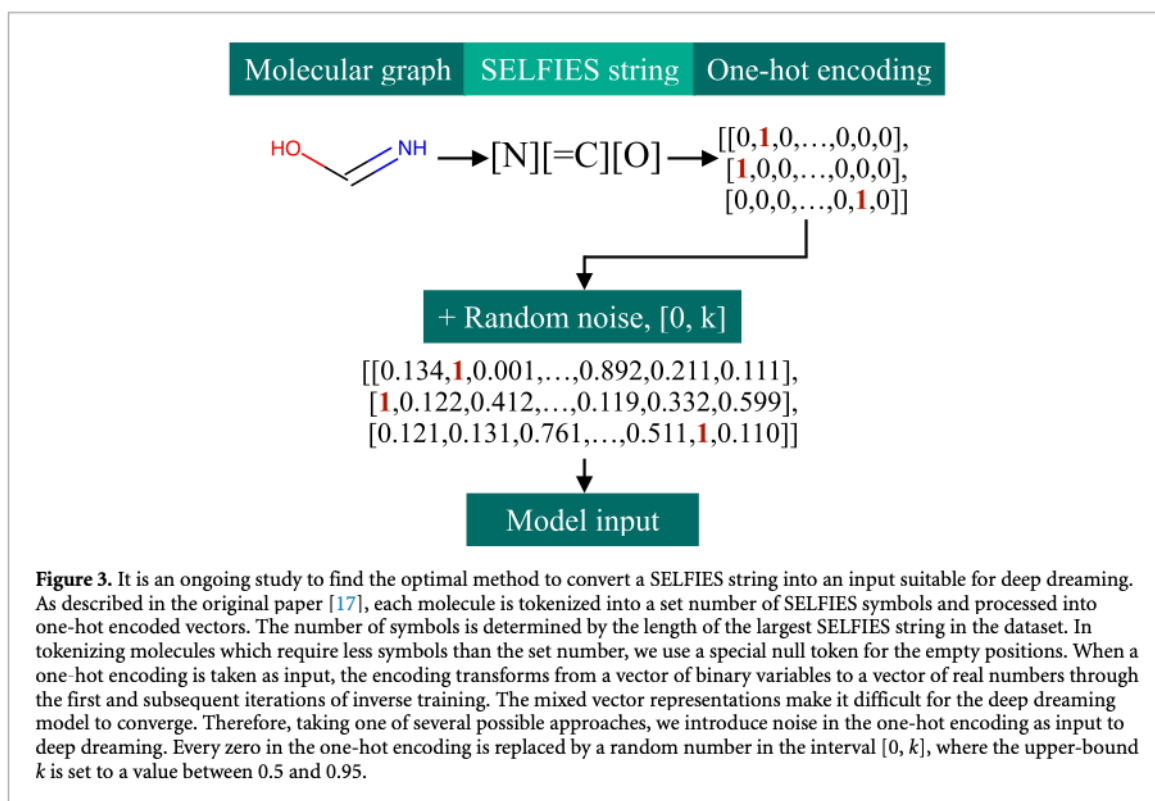 Molecular graph SELFIES string One-hot encoding
HO NH [N][=C][O] [[0,1,0,…,0,0,0],
[1,0,0,…,0,0,0],
[0,0,0,…,0,1,0]]
+ Random noise, [0, k]
[[0.134,1,0.001,…,0.892,0.211,0.111],
[1,0.122,0.412,…,0.119,0.332,0.599],
[0.121,0.131,0.761,…,0.511,1,0.110]]
Model input
Figure 3. It is an ongoing study to find the optimal method to convert a SELFIES string into an input suitable for deep dreaming.
As described in the original paper [17], each molecule is tokenized into a set number of SELFIES symbols and processed into
one-hot encoded vectors. The number of symbols is determined by the length of the largest SELFIES string in the dataset. In
tokenizing molecules which require less symbols than the set number, we use a special null token for the empty positions. When a
one-hot encoding is taken as input, the encoding transforms from a vector of binary variables to a vector of real numbers through
the first and subsequent iterations of inverse training. The mixed vector representations make it difficult for the deep dreaming
model to converge. Therefore, taking one of several possible approaches, we introduce noise in the one-hot encoding as input to
deep dreaming. Every zero in the one-hot encoding is replaced by a random number in the interval [0, k], where the upper-bound
k is set to a value between 0.5 and 0.95.